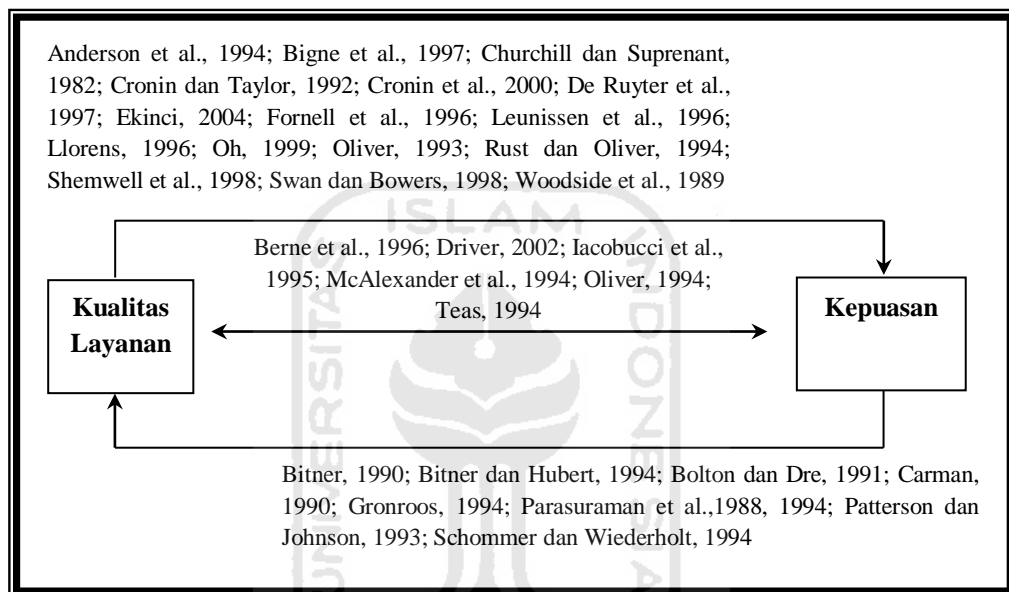 Anderson et al., 1994; Bigne et al., 1997; Churchill dan Suprenant,
1982; Cronin dan Taylor, 1992; Cronin et al., 2000; De Ruyter et al.,
1997; Ekinci, 2004; Fornell et al., 1996; Leunissen et al., 1996;
Llorens, 1996; Oh, 1999; Oliver, 1993; Rust dan Oliver, 1994;
Shemwell et al., 1998; Swan dan Bowers, 1998; Woodside et al., 1989
ISLAM
UNIVERSITAS
INDONESIA
Berne et al., 1996; Driver, 2002; Iacobucci et al.,
1995; McAlexander et al., 1994; Oliver, 1994;
Teas, 1994
Kualitas
Layanan
Kepuasan
Bitner, 1990; Bitner dan Hubert, 1994; Bolton dan Dre, 1991; Carman,
1990; Gronroos, 1994; Parasuraman et al.,1988, 1994; Patterson dan
Johnson, 1993; Schommer dan Wiederholt, 1994